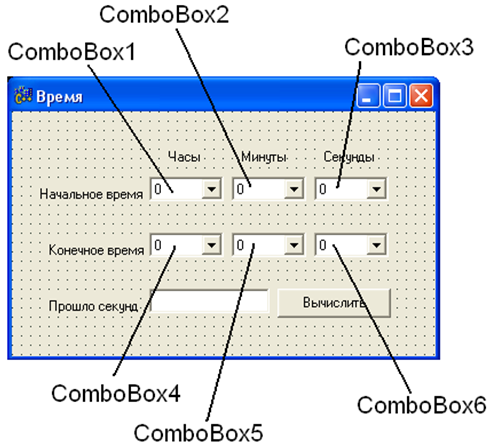 ComboBox2
ComboBox1
ComboBox3
Время
Часы Минуты Секунды
Начальное время 0 0 0
Конечное время 0 0 0
Прошло секунд Вычислить
ComboBox4
ComboBox6
ComboBox5